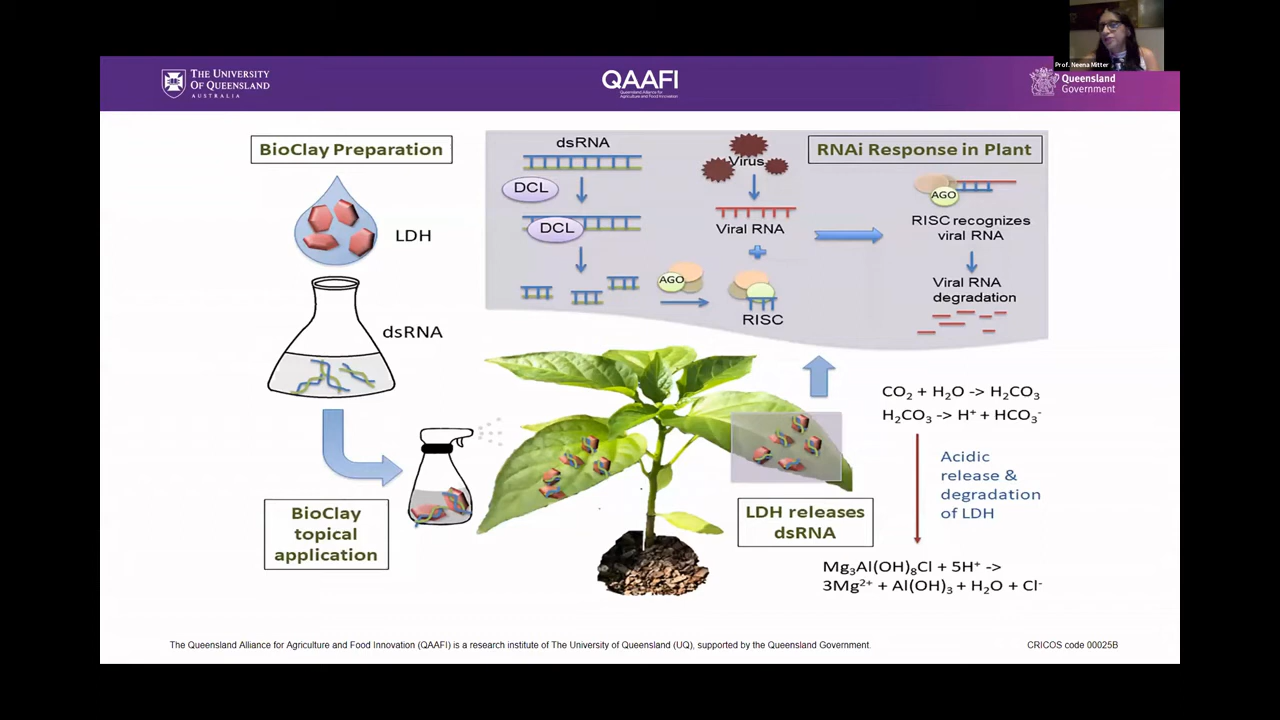 Prof. Neena Mitter
THE UNIVERSITY
OF QUEENSLAND
AUSTRALIA
QAAFI
Queensland Alliance for
Agriculture and Food Innovation
Queensland
Government
BioClay Preparation
LDH
dsRNA
BioClay
topical
application
dsRNA
DCL
DCL
AGO
Virus
Viral RNA
RISC
RNAi Response in Plant
AGO
RISC recognizes
viral RNA
Viral RNA
degradation
LDH releases
dsRNA
CO₂ + H₂O -> H₂CO₃
H₂CO₃ -> H⁺ + HCO₃⁻
Acidic
release &
degradation
of LDH
Mg₃Al(OH)₈Cl + 5H⁺ ->
3Mg²⁺ + Al(OH)₃ + H₂O + Cl⁻
The Queensland Alliance for Agriculture and Food Innovation (QAAFI) is a research institute of The University of Queensland (UQ), supported by the Queensland Government.
CRICOS code 00025B